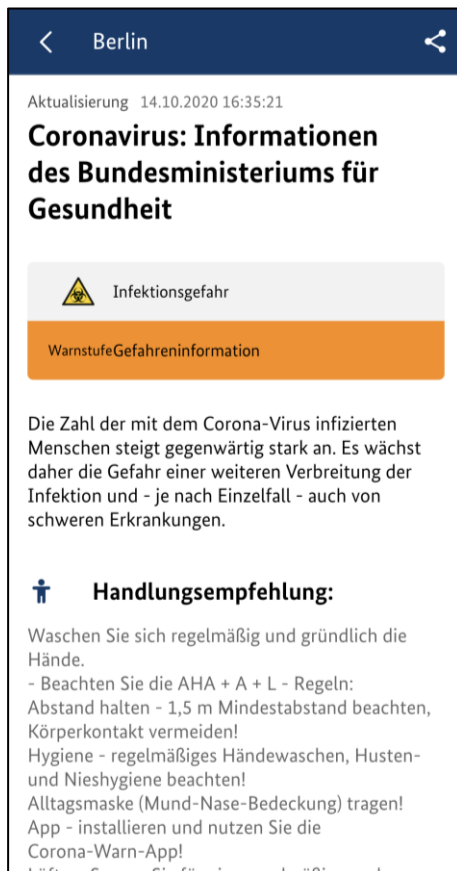 Berlin
Aktualisierung 14.10.2020 16:35:21
Coronavirus: Informationen
des Bundesministeriums für
Gesundheit
Infektionsgefahr
WarnstufeGefahreninformation
Die Zahl der mit dem Corona-Virus infizierten
Menschen steigt gegenwärtig stark an. Es wächst
daher die Gefahr einer weiteren Verbreitung der
Infektion und - je nach Einzelfall - auch von
schweren Erkrankungen.
Handlungsempfehlung:
Waschen Sie sich regelmäßig und gründlich die
Hände.
- Beachten Sie die AHA + A + L - Regeln:
Abstand halten - 1,5 m Mindestabstand beachten,
Körperkontakt vermeiden!
Hygiene - regelmäßiges Händewaschen, Husten-
und Nieshygiene beachten!
Alltagsmaske (Mund-Nase-Bedeckung) tragen!
App - installieren und nutzen Sie die
Corona-Warn-App!